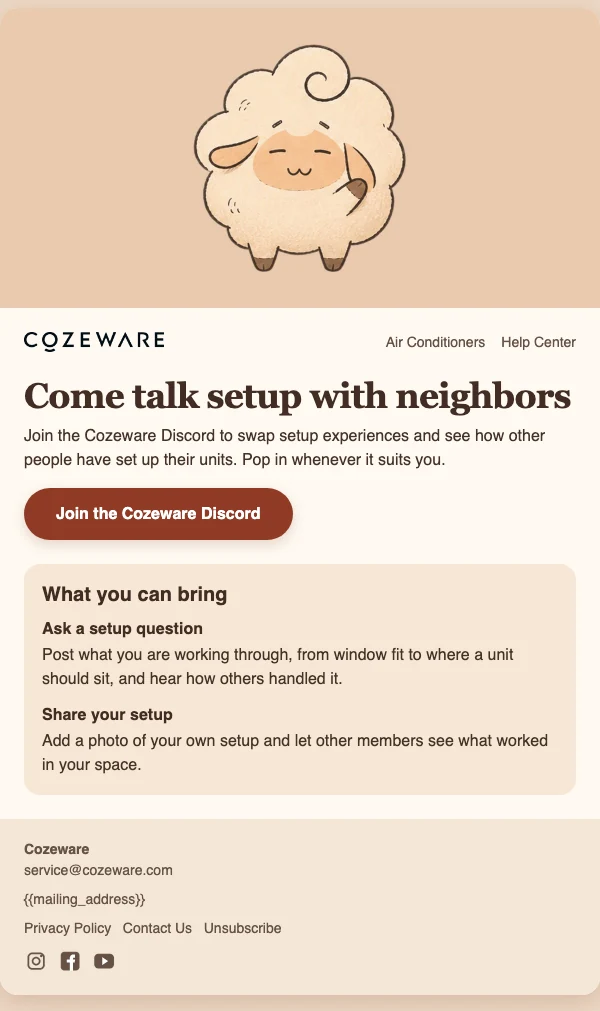 COZEWARE
Air Conditioners Help Center
Come talk setup with neighbors
Join the Cozeware Discord to swap setup experiences and see how other
people have set up their units. Pop in whenever it suits you.
Join the Cozeware Discord
What you can bring
Ask a setup question
Post what you are working through, from window fit to where a unit
should sit, and hear how others handled it.
Share your setup
Add a photo of your own setup and let other members see what worked
in your space.
Cozeware
service@cozeware.com
{{mailing_address}}
Privacy Policy Contact Us Unsubscribe